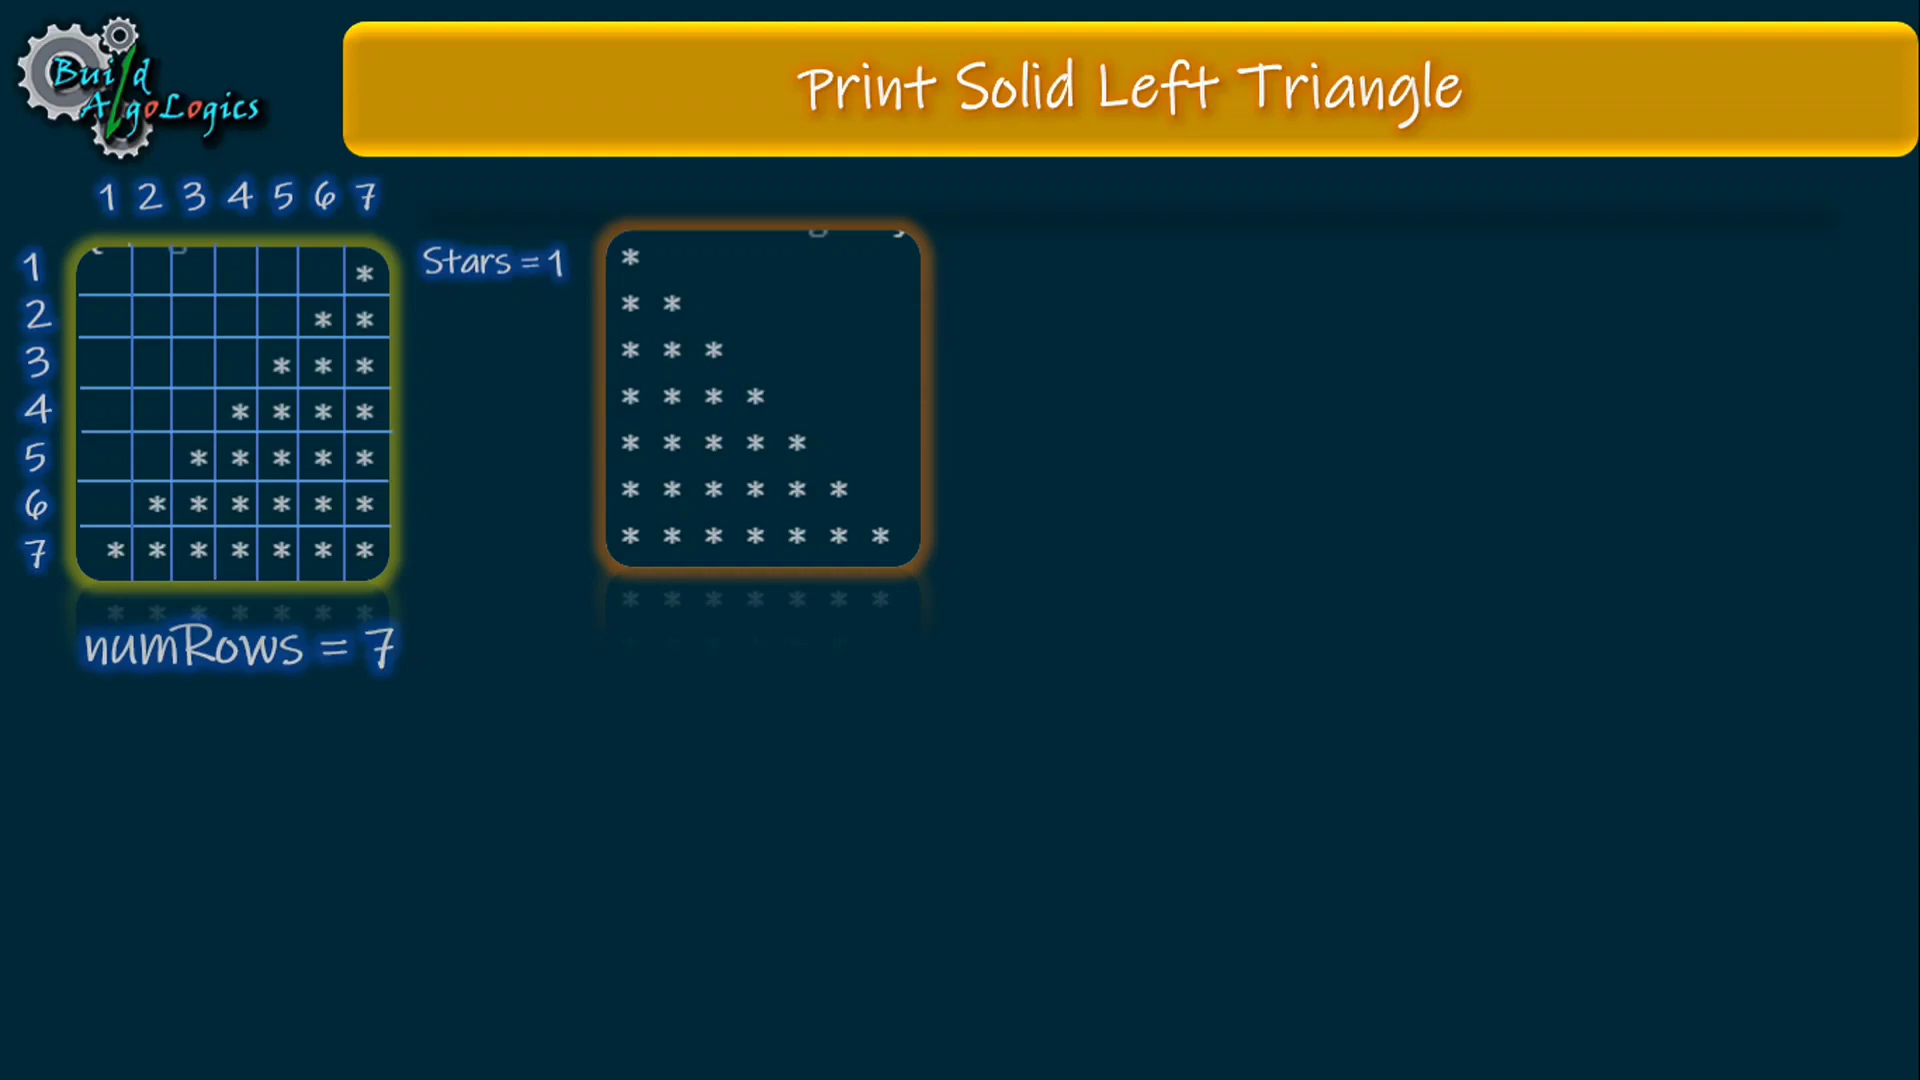 Build
AlgoLogics
Print Solid Left Triangle
1 2 3 4 5 6 7
1 *
2 * *
3 * * *
4 * * * *
5 * * * * *
6 * * * * * *
7 * * * * * * *
numRows = 7
Stars = 1
*
* *
* * *
* * * *
* * * * *
* * * * * *
* * * * * * *